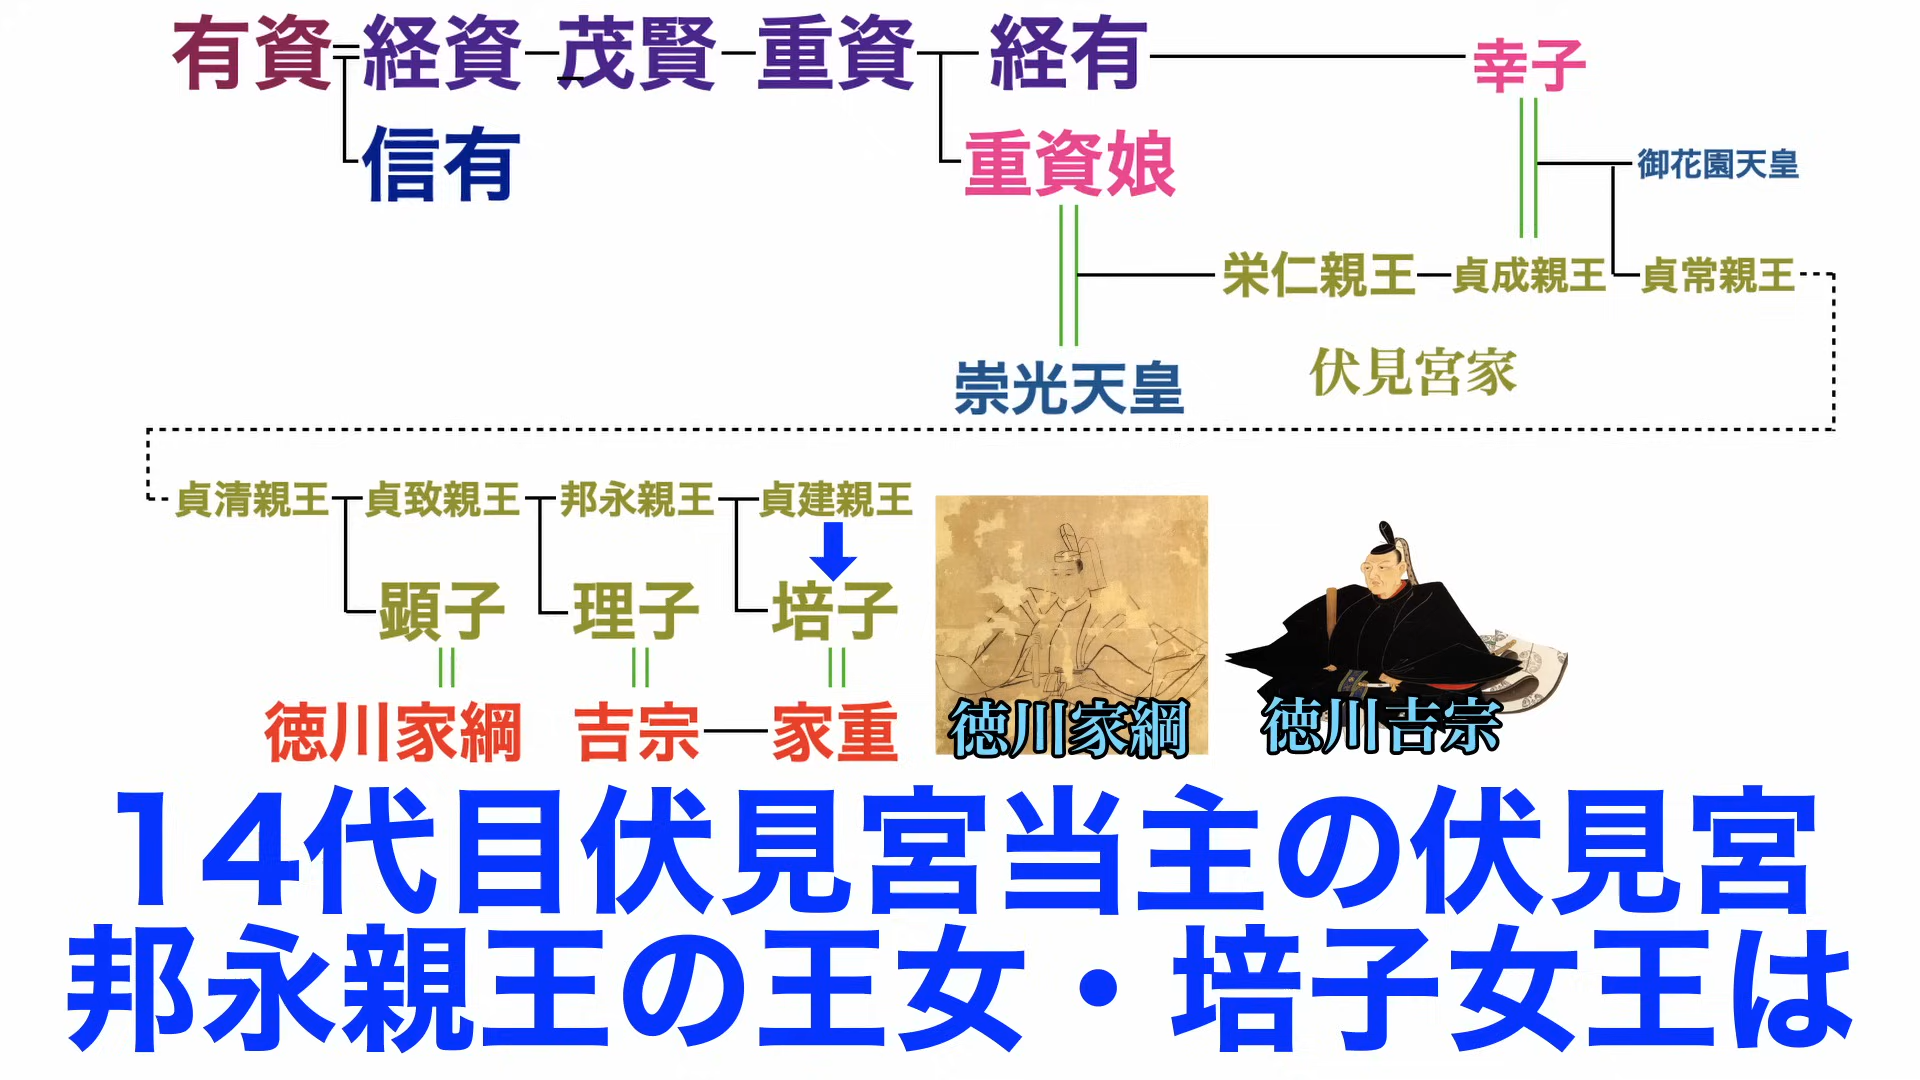 有資 経資 茂賢 重資 経有 幸子
信有 重資娘 御花園天皇
栄仁親王 貞成親王 貞常親王
崇光天皇 伏見宮家
貞清親王 貞致親王 邦永親王 貞建親王
顕子 理子 培子
徳川家綱 吉宗 家重 徳川家綱 徳川吉宗
14代目伏見宮当主の伏見宮
邦永親王の王女・培子女王は